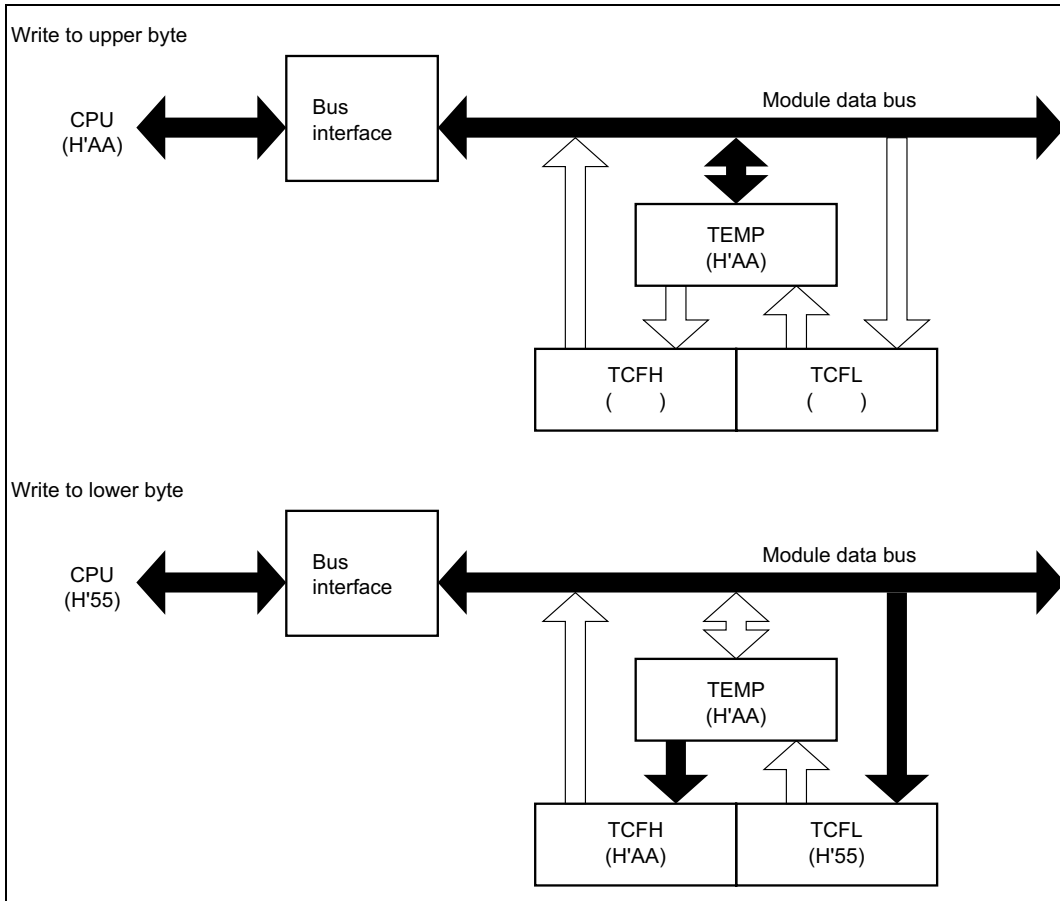 Write to upper byte
CPU
(H'AA)
Bus
interface
Module data bus
TEMP
(H'AA)
TCFH
( )
TCFL
( )
Write to lower byte
CPU
(H'55)
Bus
interface
Module data bus
TEMP
(H'AA)
TCFH
(H'AA)
TCFL
(H'55)